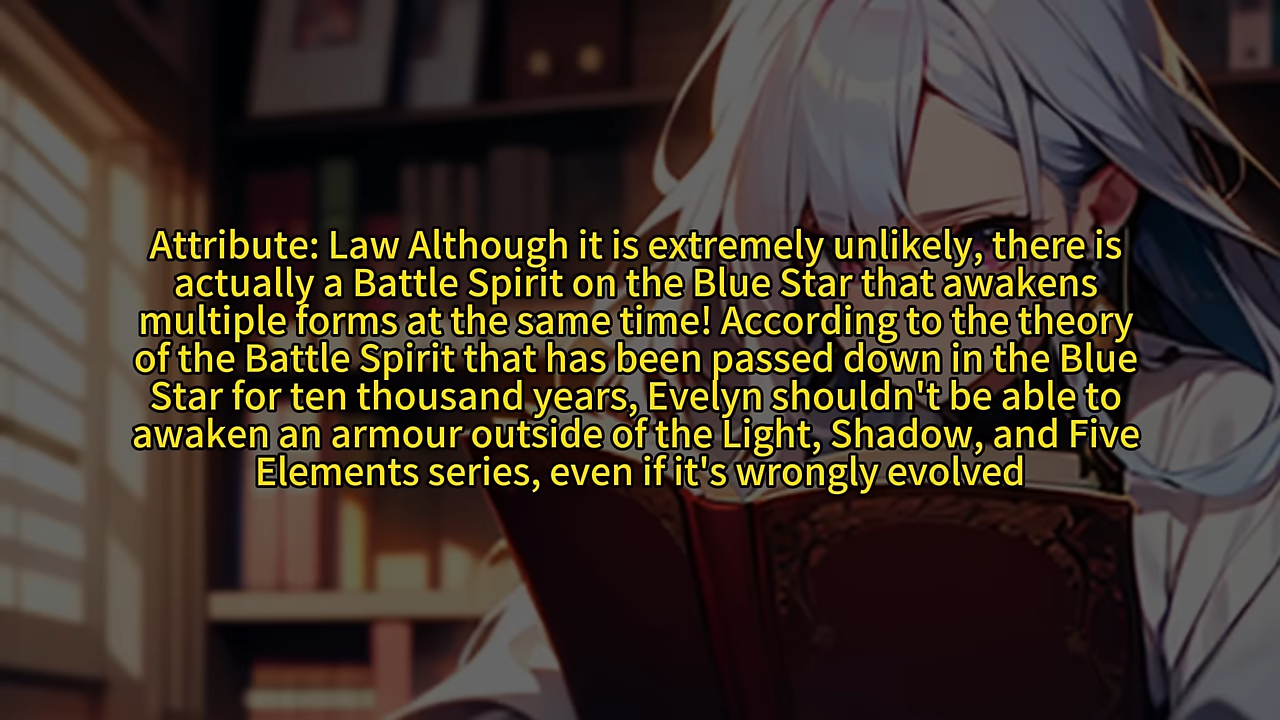 Attribute: Law Although it is extremely unlikely, there is
actually a Battle Spirit on the Blue Star that awakens
multiple forms at the same time! According to the theory
of the Battle Spirit that has been passed down in the Blue
Star for ten thousand years, Evelyn shouldn't be able to
awaken an armour outside of the Light, Shadow, and Five
Elements series, even if it's wrongly evolved